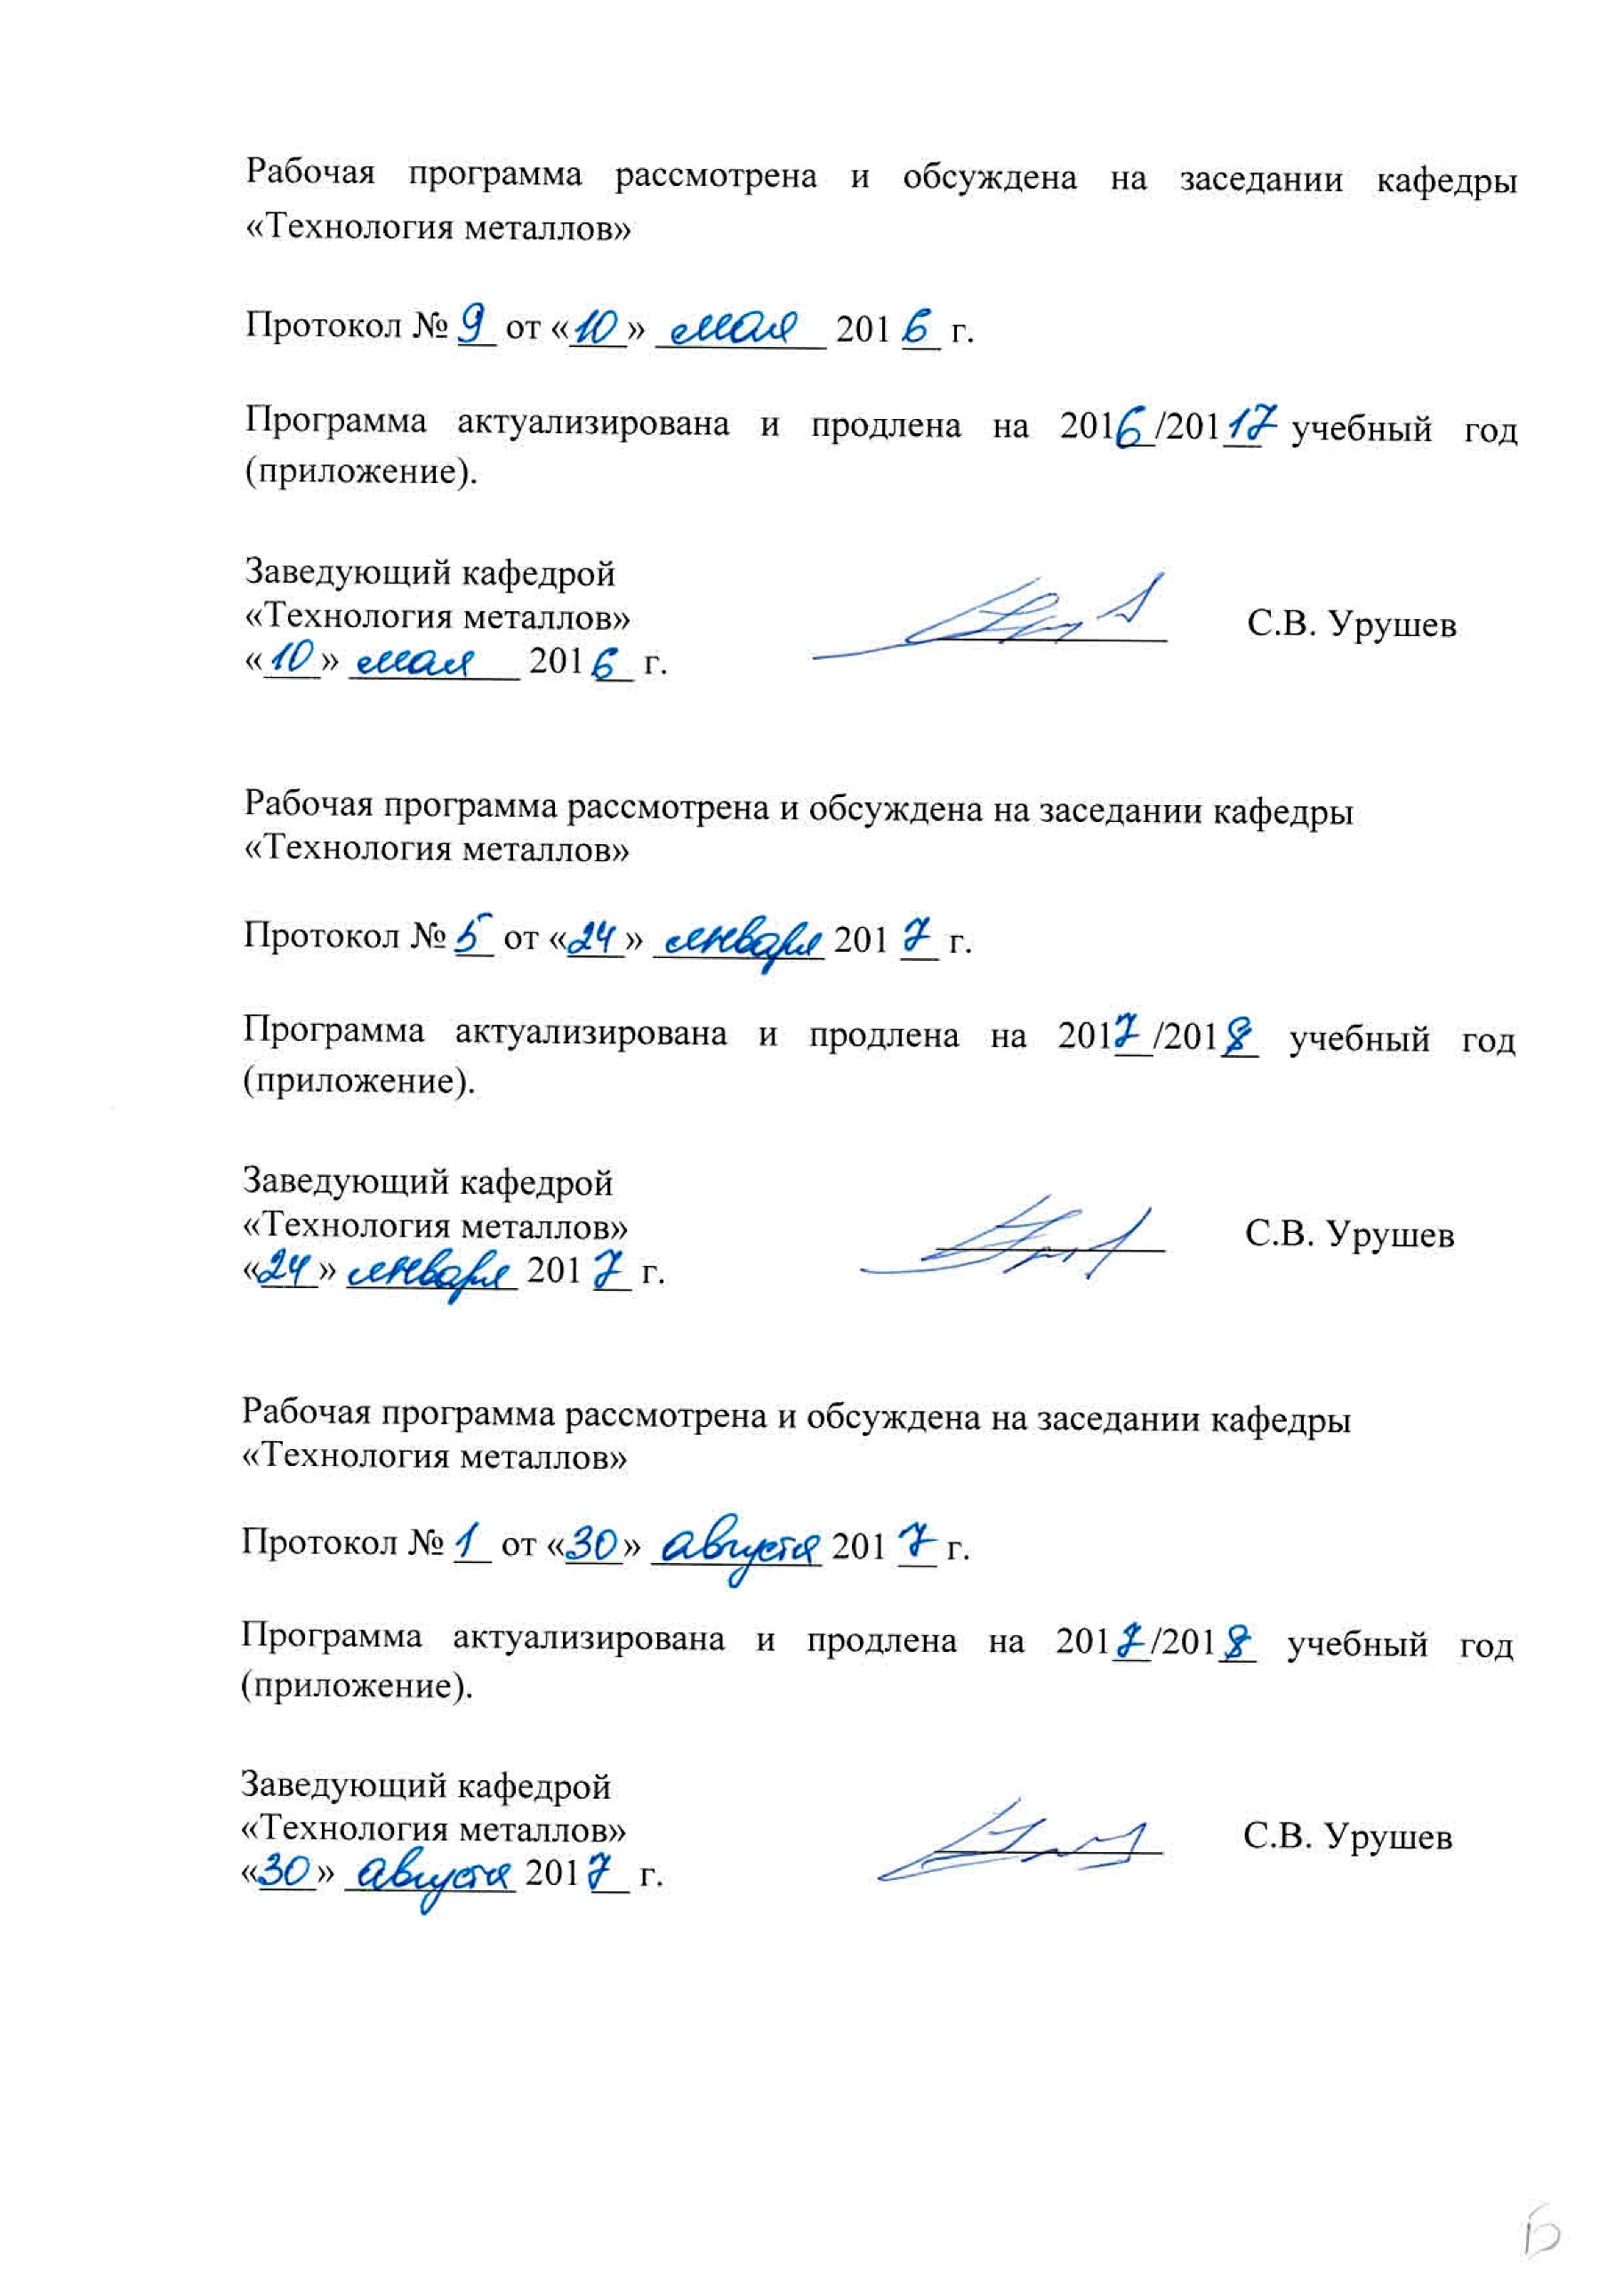 Рабочая программа рассмотрена и обсуждена на заседании кафедры
«Технология металлов»
Протокол № 9 от «10» мая 2016 г.
Программа актуализирована и продлена на 2016/20117 учебный год
(приложение).
Заведующий кафедрой
«Технология металлов» С.В. Урушев
«10» мая 2016 г.
Рабочая программа рассмотрена и обсуждена на заседании кафедры
«Технология металлов»
Протокол № 5 от «24» января 2017 г.
Программа актуализирована и продлена на 2017/2018 учебный год
(приложение).
Заведующий кафедрой
«Технология металлов» С.В. Урушев
«24» января 2017 г.
Рабочая программа рассмотрена и обсуждена на заседании кафедры
«Технология металлов»
Протокол № 1 от «30» августа 2017 г.
Программа актуализирована и продлена на 2017/2018 учебный год
(приложение).
Заведующий кафедрой
«Технология металлов» С.В. Урушев
«30» августа 2017 г.